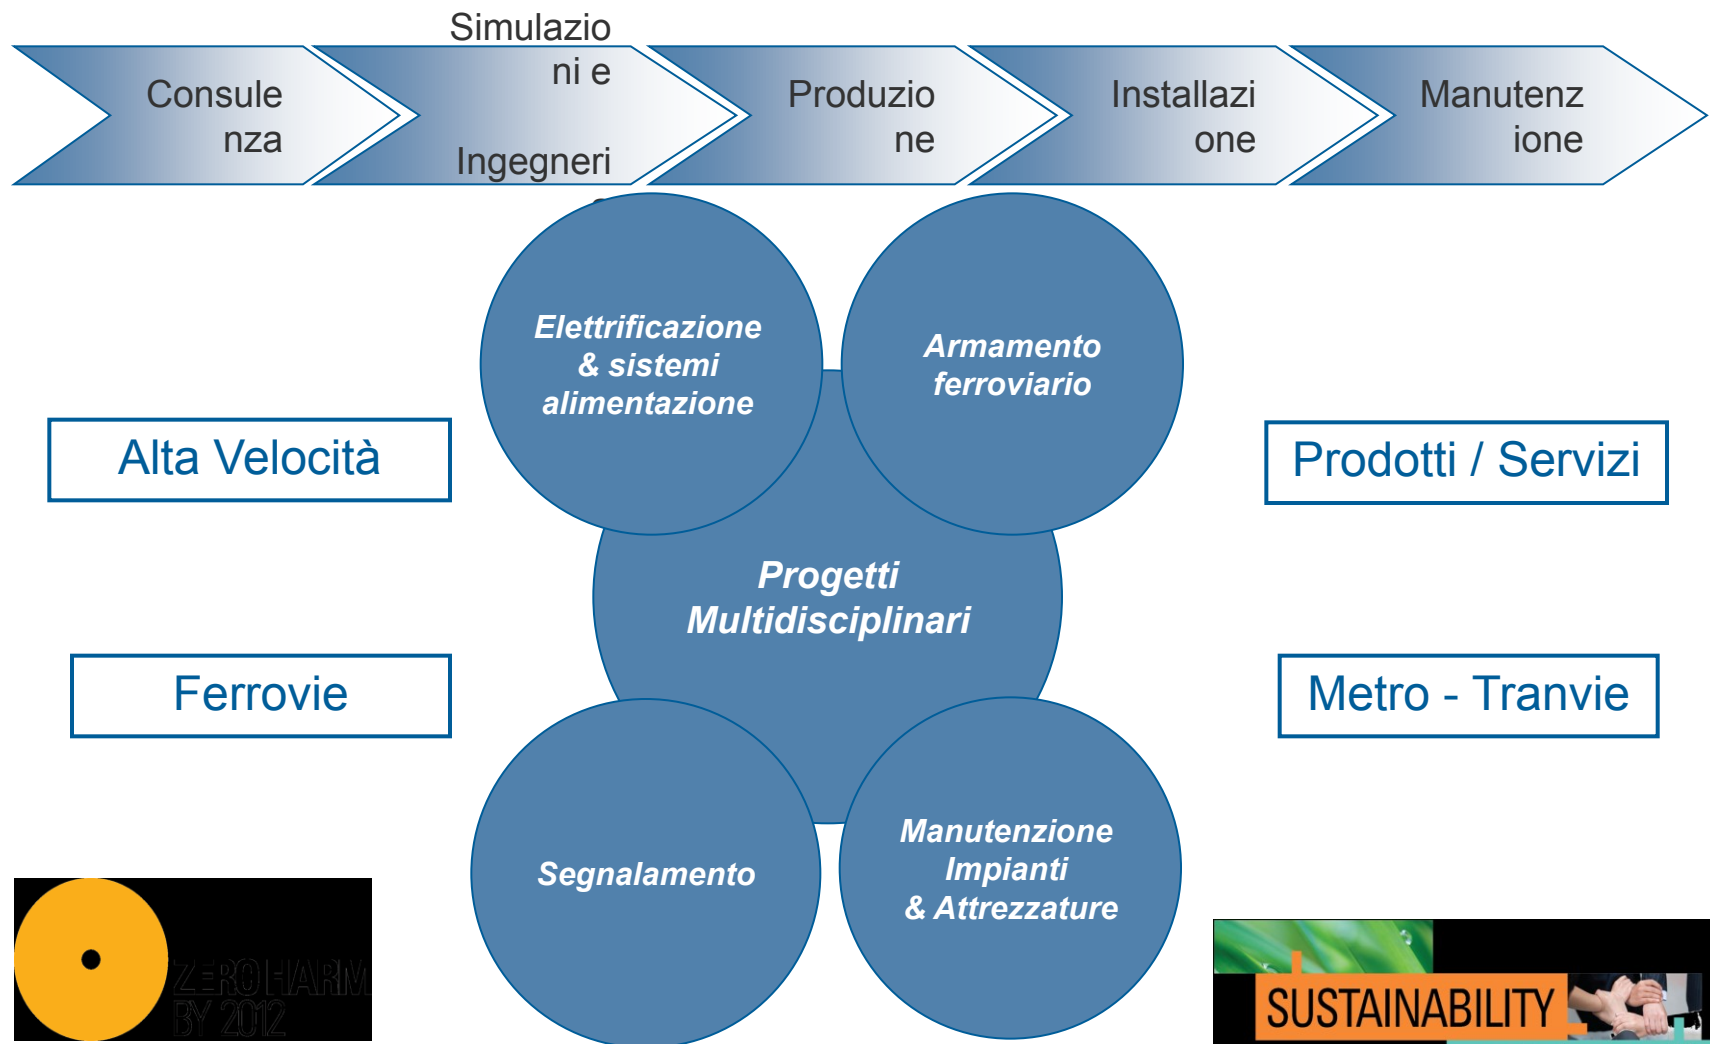 Simulazio
ni e
Ingegneri
Consule
nza
Produzio
ne
Installazi
one
Manutenz
ione
Elettrificazione
& sistemi
alimentazione
Armamento
ferroviario
Alta Velocità
Prodotti / Servizi
Progetti
Multidisciplinari
Ferrovie
Metro - Tranvie
Segnalamento
Manutenzione
Impianti
& Attrezzature
ZERO HARM
BY 2012
SUSTAINABILITY